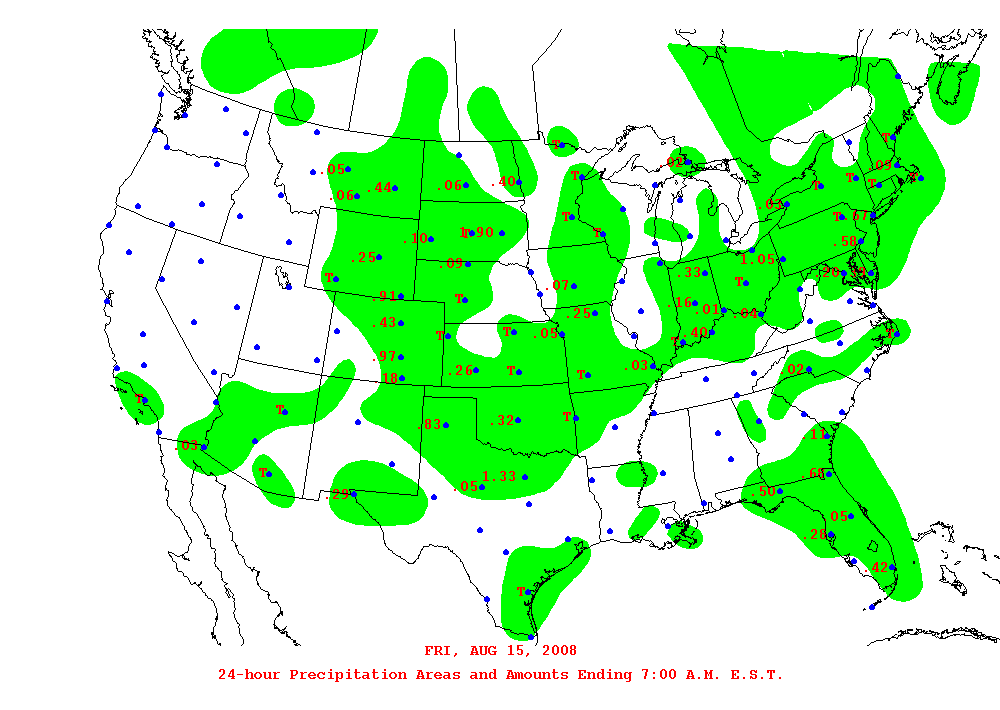 .05
.44
.06
.06
.40
T
T
.02
T
.09
T
T
T
T
.02
T
.67
.58
.10
T
1.90
T
T
.25
.09
T
.07
.33
T
1.05
.20
.91
T
.16
.01
.04
.25
.43
T
T
.05
.40
T
T
.97
.18
.26
T
T
.03
.02
T
T
.83
.32
T
.11
.03
T
.29
1.33
.05
.50
.68
.05
.28
.42
T
FRI, AUG 15, 2008
24-hour Precipitation Areas and Amounts Ending 7:00 A.M. E.S.T.